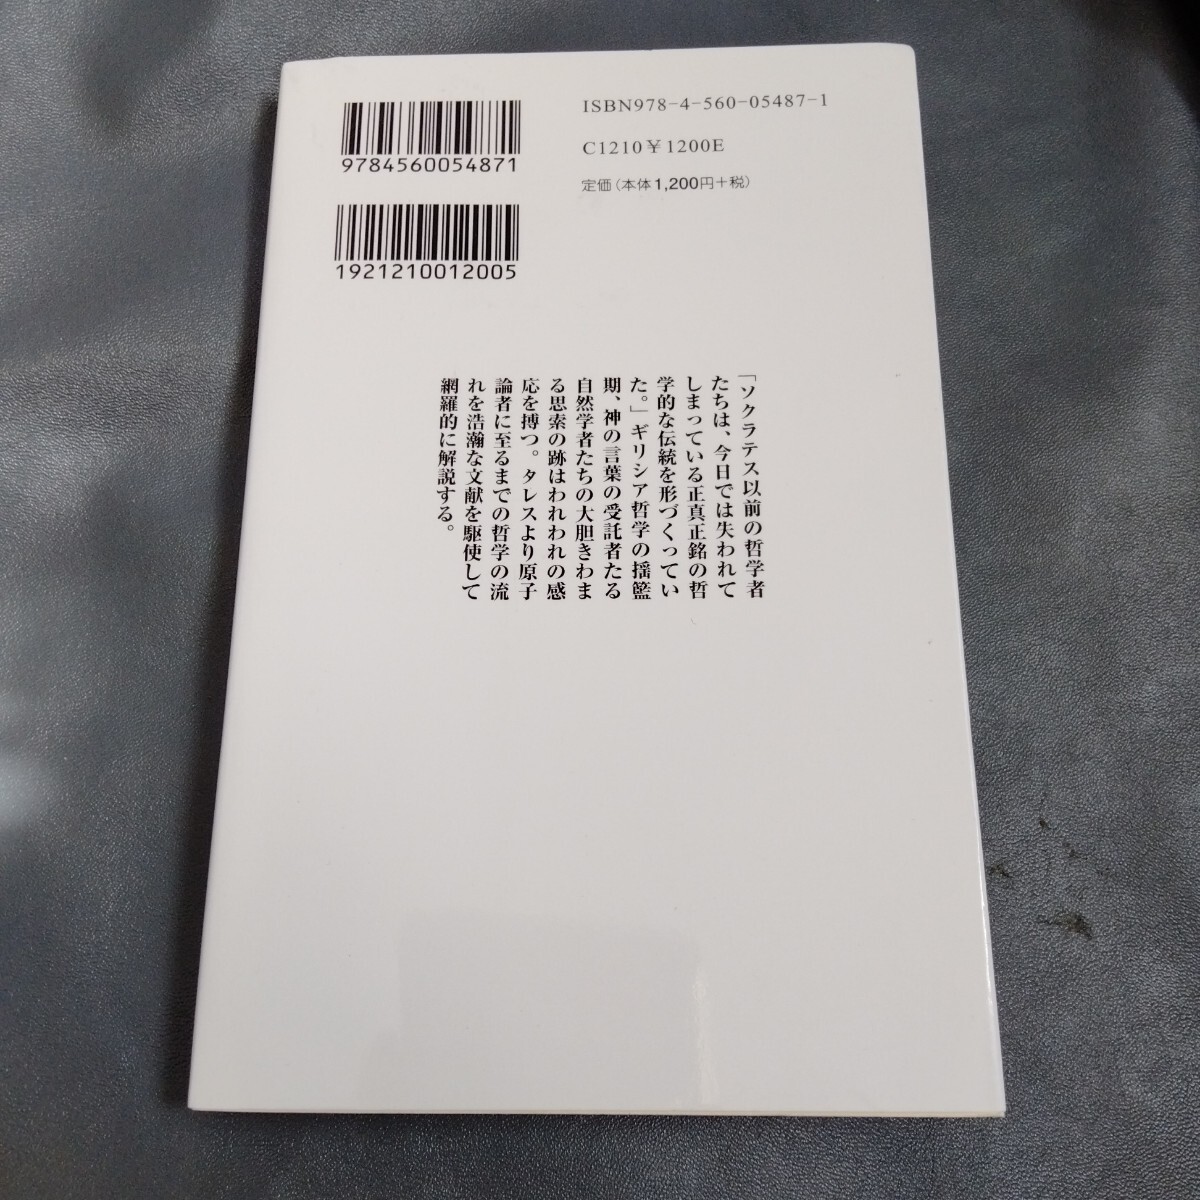 9784560054871
1921210012005
ISBN978-4-560-05487-1
C1210 ¥1200E
定価（本体1,200円+税）
「ソクラテス以前の哲学者
たちは、今日では失われて
しまっている正真正銘の哲
学的な伝統を形づくってい
た。」ギリシア哲学の揺籃
期、神の言葉の受託者たる
自然学者たちの大胆きわま
る思索の跡はわれわれの感
応を搏つ。タレスより原子
論者に至るまでの哲学の流
れを浩瀚な文献を駆使して
網羅的に解説する。